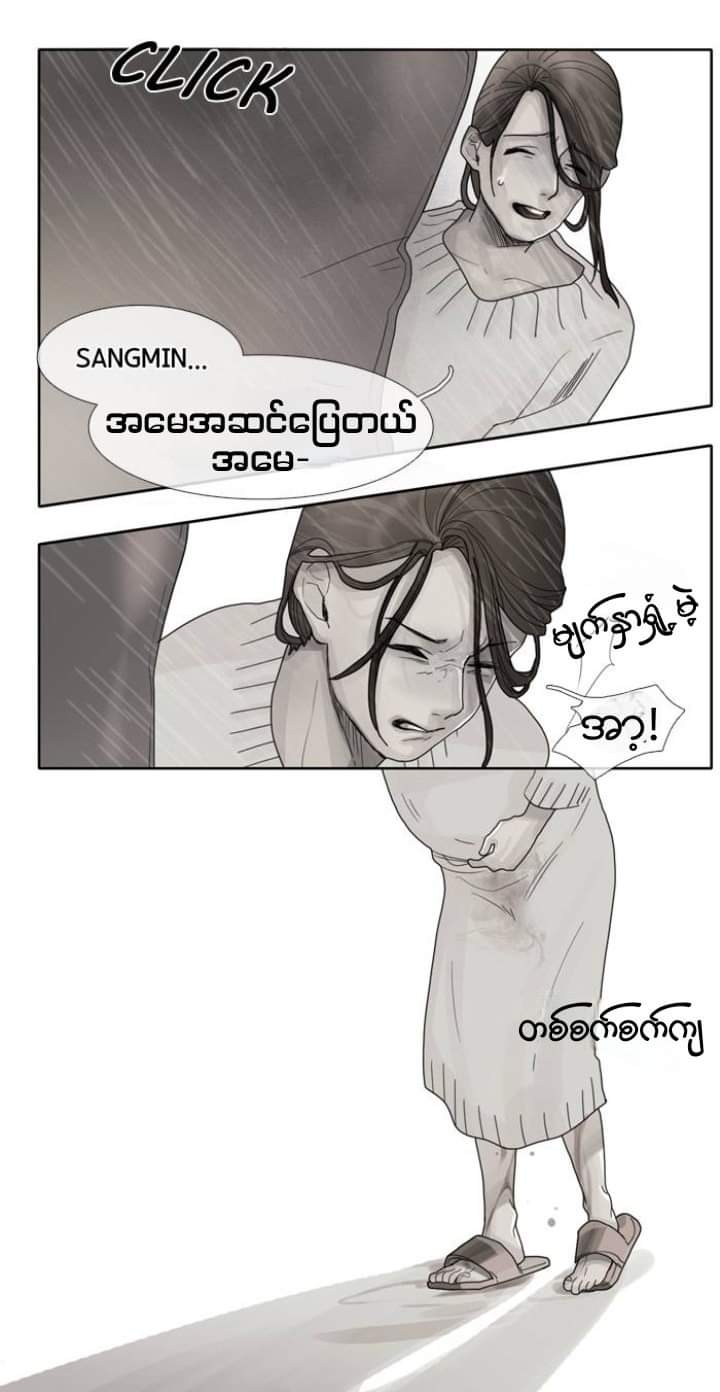 CLICK
SANGMIN...
အမေအဆင်ပြေတယ်
အမေ-
မျက်နှာရှုံ့မဲ့
အာ့!
တစ်စက်စက်ကျ